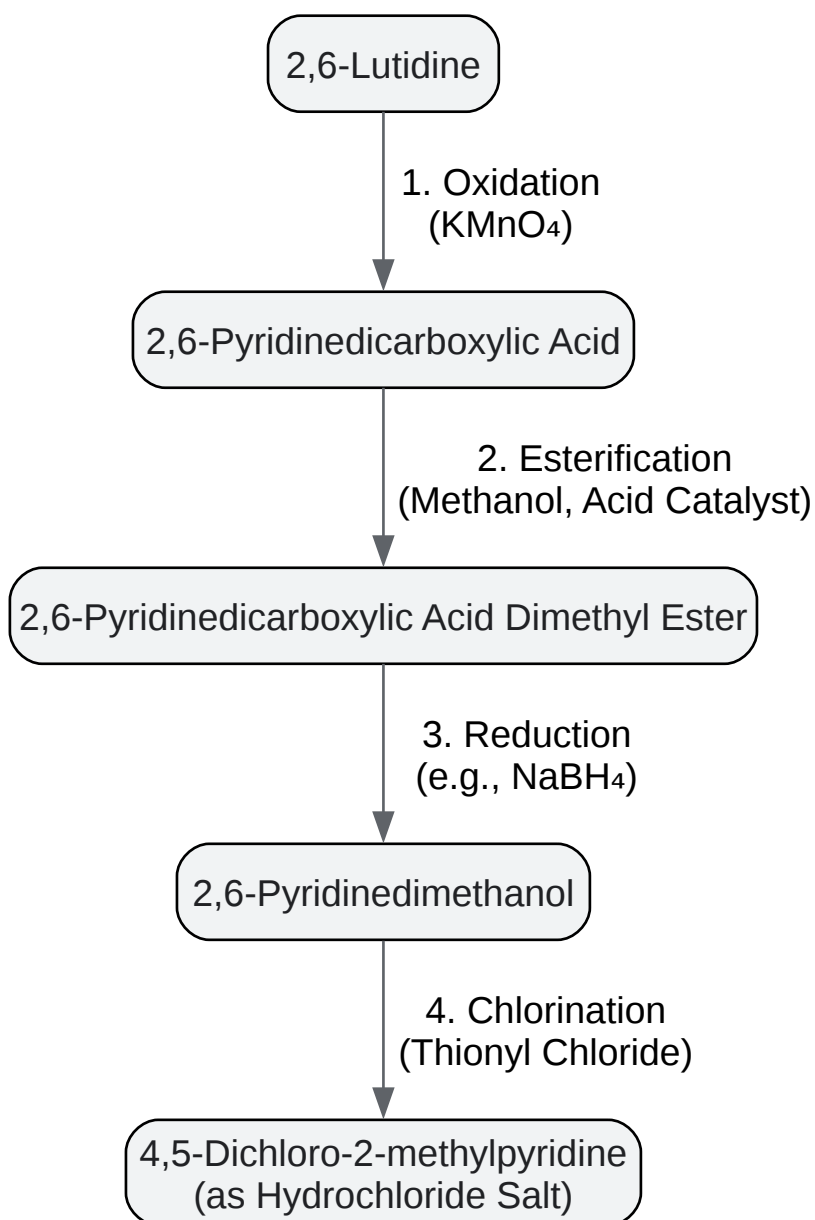 2,6-Lutidine
1. Oxidation
(KMnO₄)
2,6-Pyridinedicarboxylic Acid
2. Esterification
(Methanol, Acid Catalyst)
2,6-Pyridinedicarboxylic Acid Dimethyl Ester
3. Reduction
(e.g., NaBH₄)
2,6-Pyridinedimethanol
4. Chlorination
(Thionyl Chloride)
4,5-Dichloro-2-methylpyridine
(as Hydrochloride Salt)